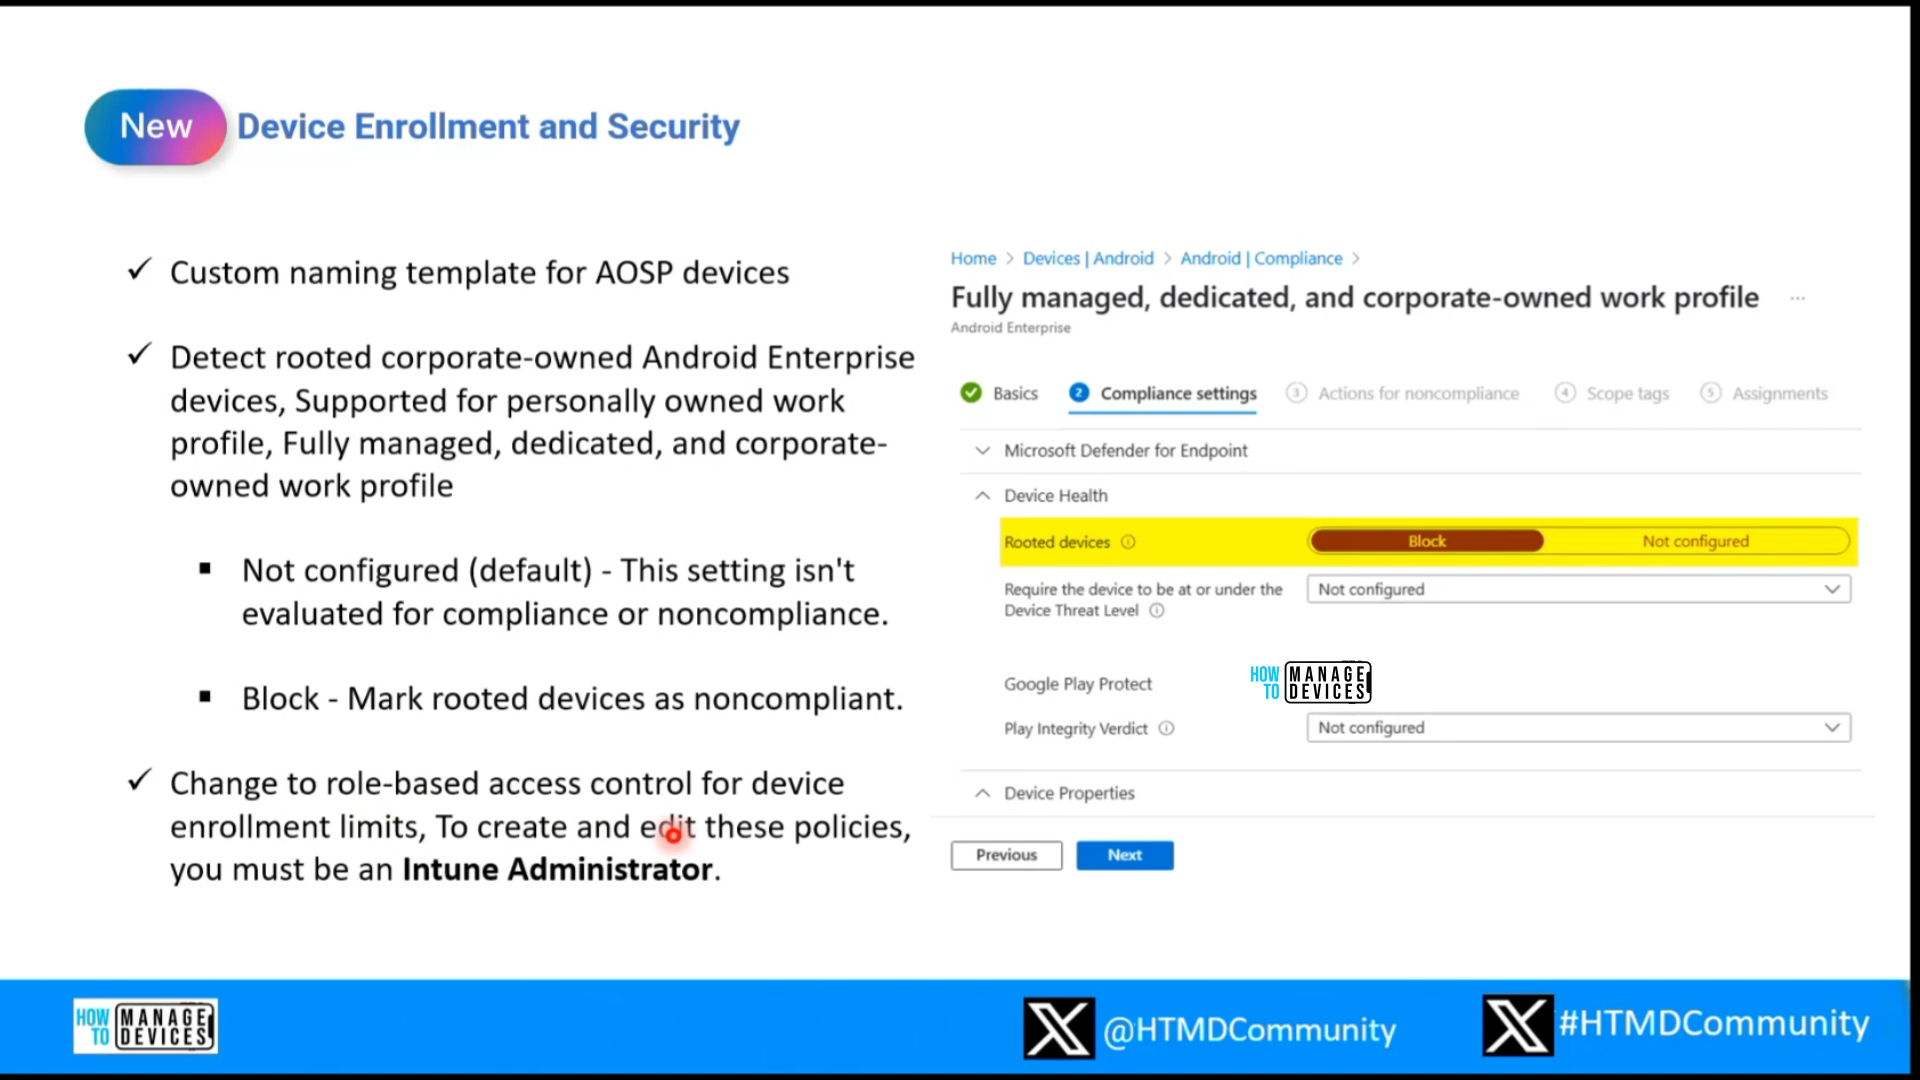 New
Device Enrollment and Security
✓ Custom naming template for AOSP devices
✓ Detect rooted corporate-owned Android Enterprise
devices, Supported for personally owned work
profile, Fully managed, dedicated, and corporate-
owned work profile
▪ Not configured (default) - This setting isn't
evaluated for compliance or noncompliance.
▪ Block - Mark rooted devices as noncompliant.
✓ Change to role-based access control for device
enrollment limits, To create and edit these policies,
you must be an Intune Administrator.
Home > Devices | Android > Android | Compliance >
Fully managed, dedicated, and corporate-owned work profile ...
Android Enterprise
Basics 2 Compliance settings 3 Actions for noncompliance 4 Scope tags 5 Assignments
Microsoft Defender for Endpoint
Device Health
Rooted devices Block Not configured
Require the device to be at or under the
Device Threat Level
Not configured
Google Play Protect
HOW TO MANAGE DEVICES
Play Integrity Verdict Not configured
Device Properties
Previous Next
HOW TO MANAGE DEVICES
@HTMDCommunity
#HTMDCommunity